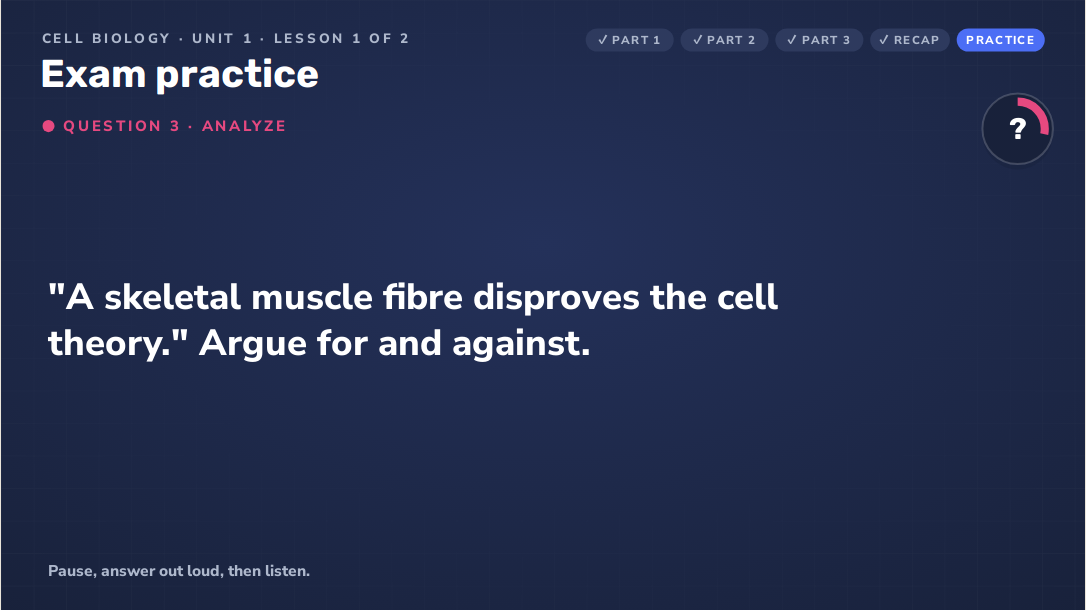 CELL BIOLOGY · UNIT 1 · LESSON 1 OF 2
✓ PART 1 ✓ PART 2 ✓ PART 3 ✓ RECAP PRACTICE
Exam practice
QUESTION 3 · ANALYZE
?
"A skeletal muscle fibre disproves the cell
theory." Argue for and against.
Pause, answer out loud, then listen.